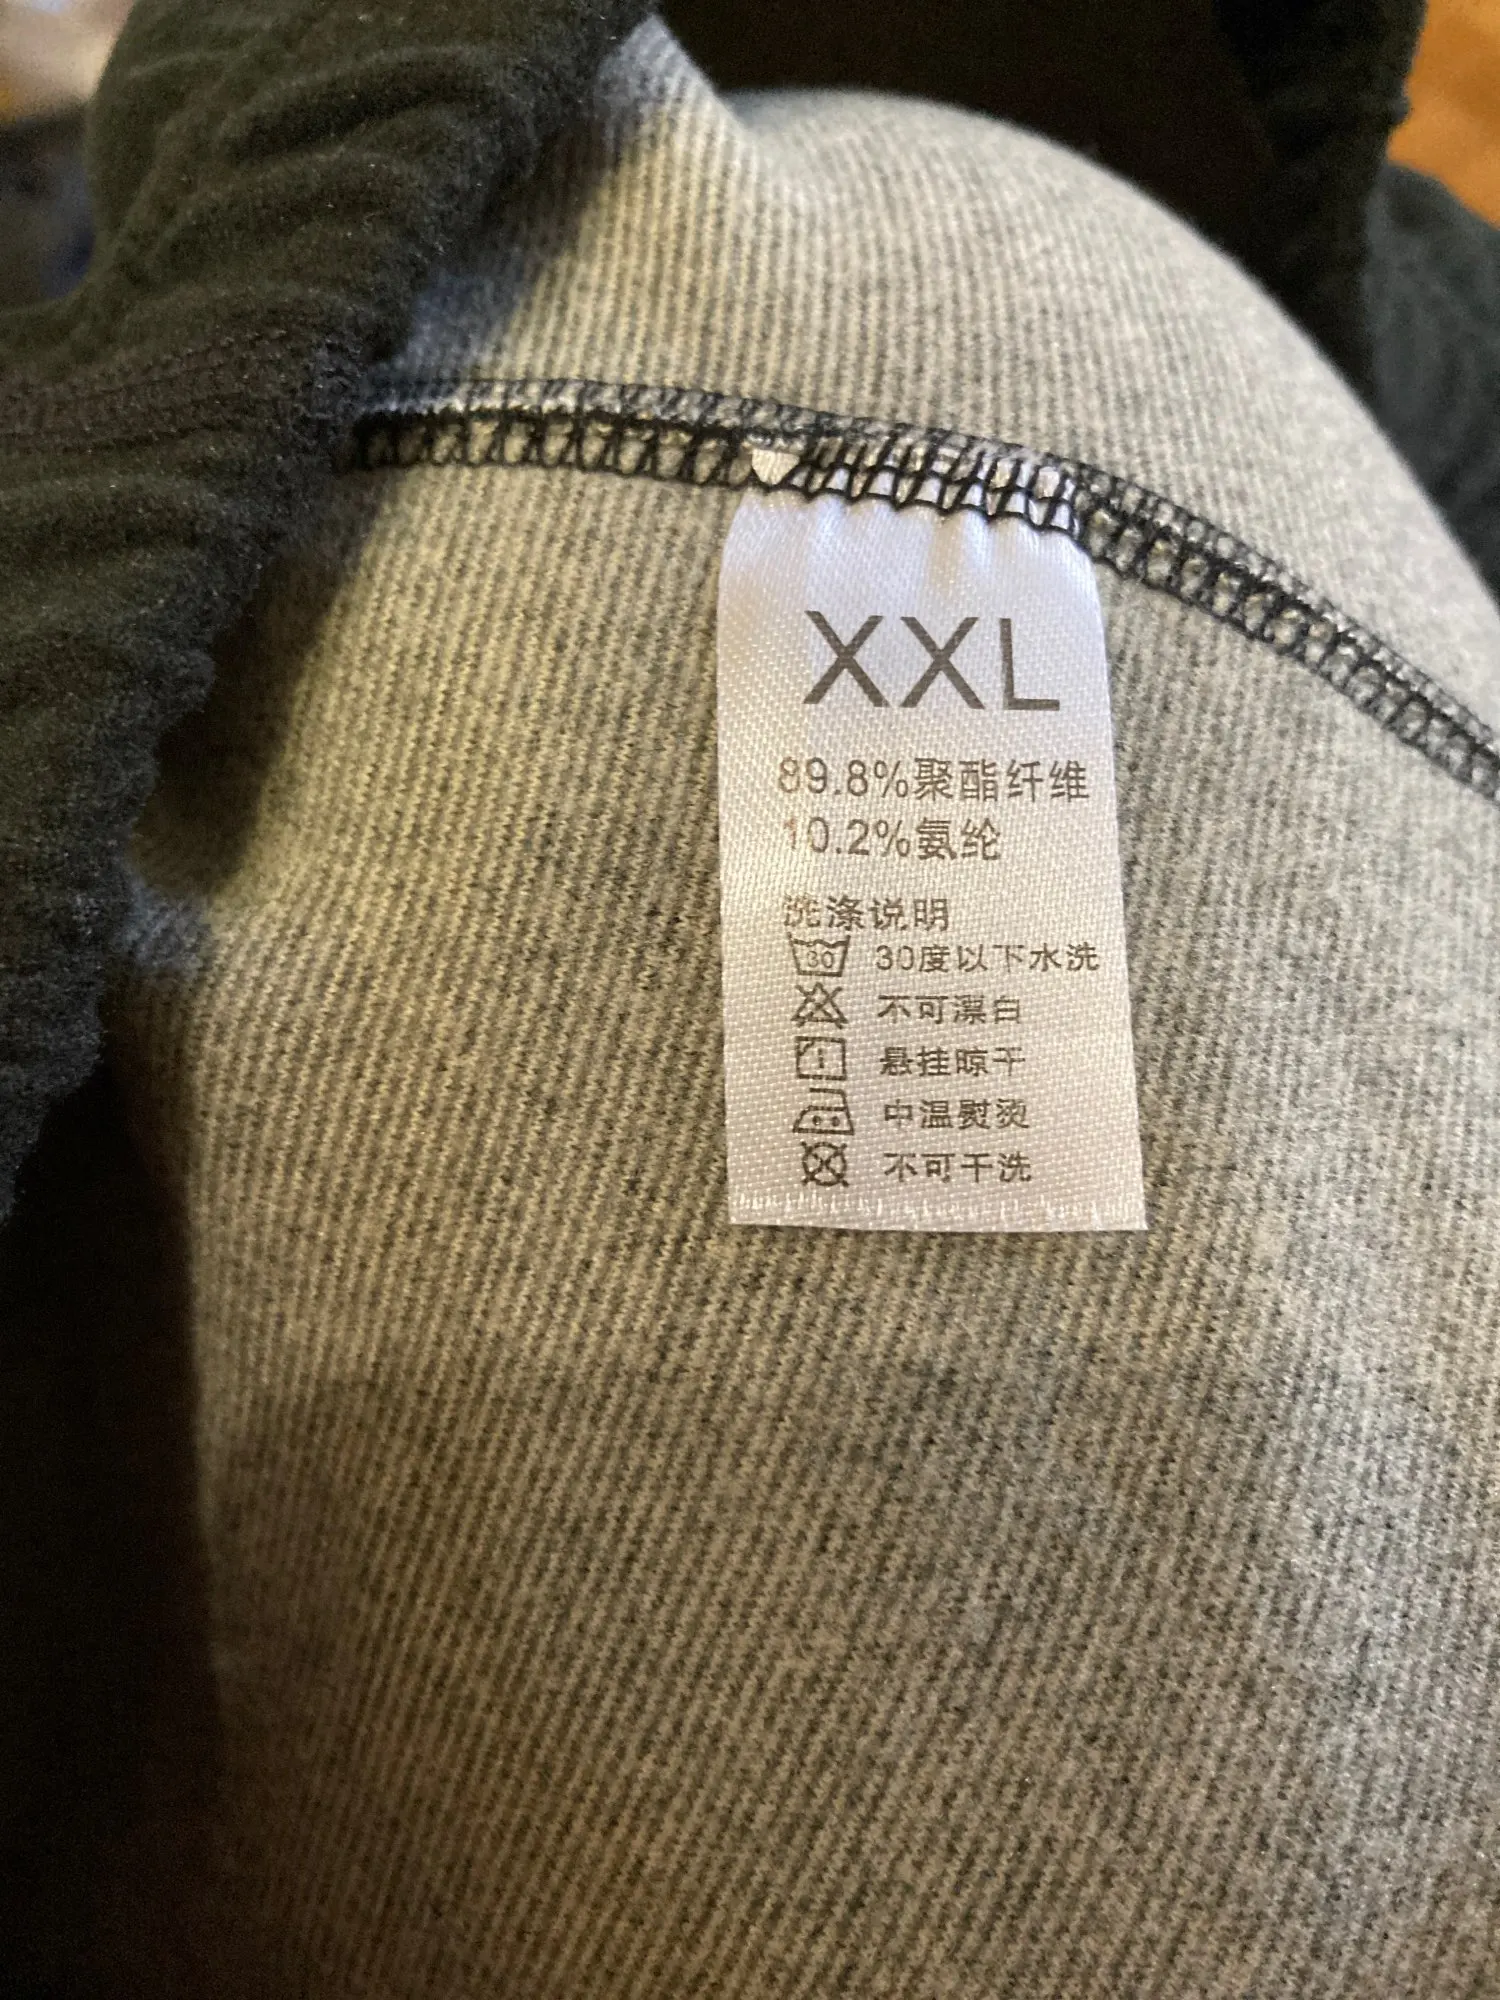 XXL
89.8%聚酯纤维
10.2%氨纶
洗涤说明
30 30度以下水洗
不可漂白
悬挂晾干
中温熨烫
不可干洗